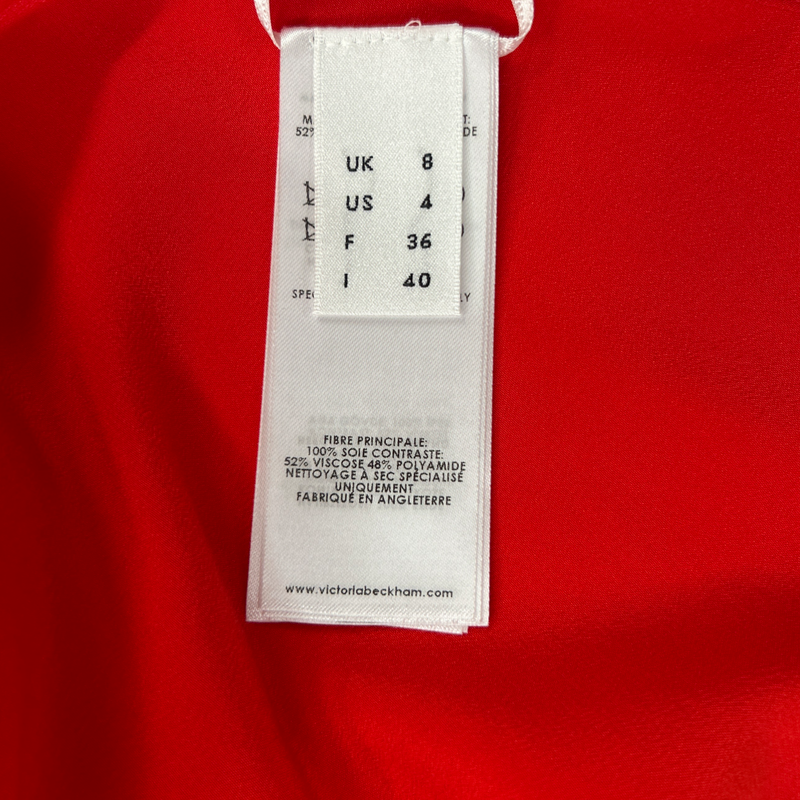 UK 8
US 4
F 36
I 40
FIBRE PRINCIPALE:
100% SOIE CONTRASTE:
52% VISCOSE 48% POLYAMIDE
NETTOYAGE À SEC SPÉCIALISÉ
UNIQUEMENT
FABRIQUÉ EN ANGLETERRE
www.victoriabeckham.com